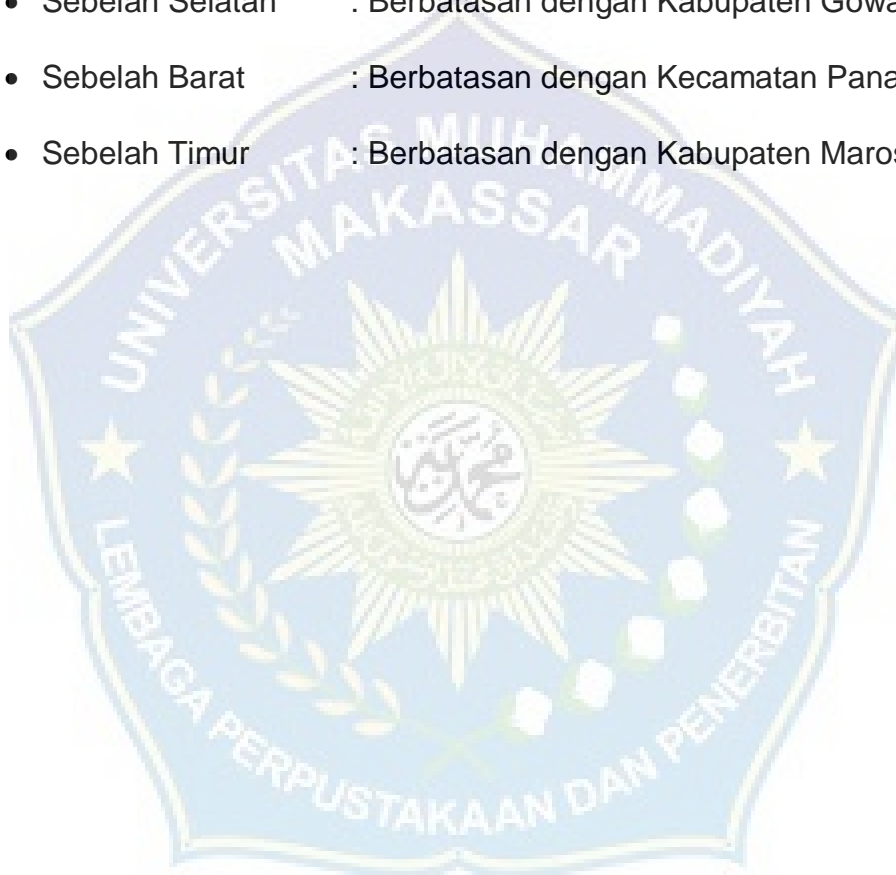 • Sebelah Selatan : Berbatasan dengan Kabupaten Gowa
• Sebelah Barat : Berbatasan dengan Kecamatan Pana
• Sebelah Timur : Berbatasan dengan Kabupaten Maros
UNIVERSITAS MUHAMMADIYAH
MAKASSAR
LEMBAGA PERPUSTAKAAN DAN PENERBITAN